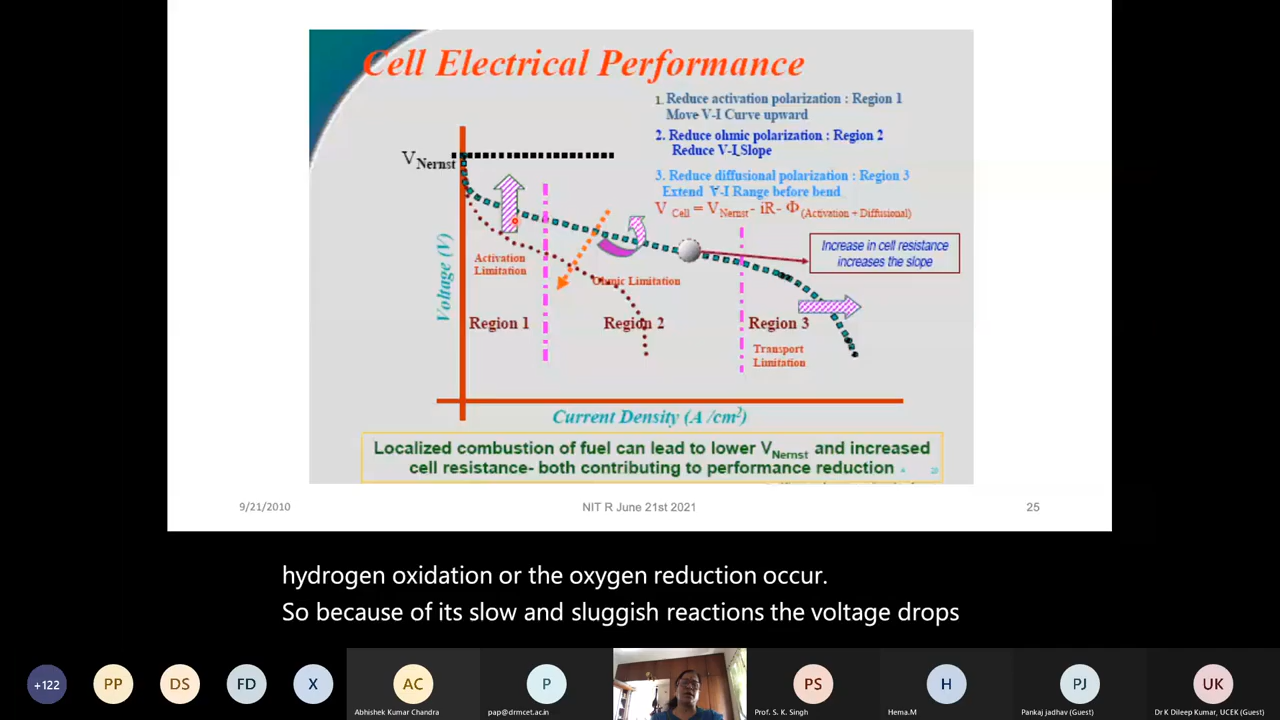 Cell Electrical Performance
1. Reduce activation polarization : Region 1
Move V-I Curve upward
2. Reduce ohmic polarization : Region 2
Reduce V-I Slope
3. Reduce diffusional polarization : Region 3
Extend V-I Range before bend
V Cell = V Nernst - iR - Φ (Activation + Diffusional)
V Nernst
Increase in cell resistance
increases the slope
Voltage (V)
Activation
Limitation
Ohmic Limitation
Region 1
Region 2
Region 3
Transport
Limitation
Current Density (A /cm²)
Localized combustion of fuel can lead to lower V Nernst and increased
cell resistance- both contributing to performance reduction
9/21/2010
NIT R June 21st 2021
25
hydrogen oxidation or the oxygen reduction occur.
So because of its slow and sluggish reactions the voltage drops
+122
PP
DS
FD
X
AC
P
PS
H
PJ
UK
Abhishek Kumar Chandra
pap@drmcet.ac.in
Prof. S. K. Singh
Hema.M
Pankaj jadhav (Guest)
Dr K Dileep Kumar, UCEK (Guest)